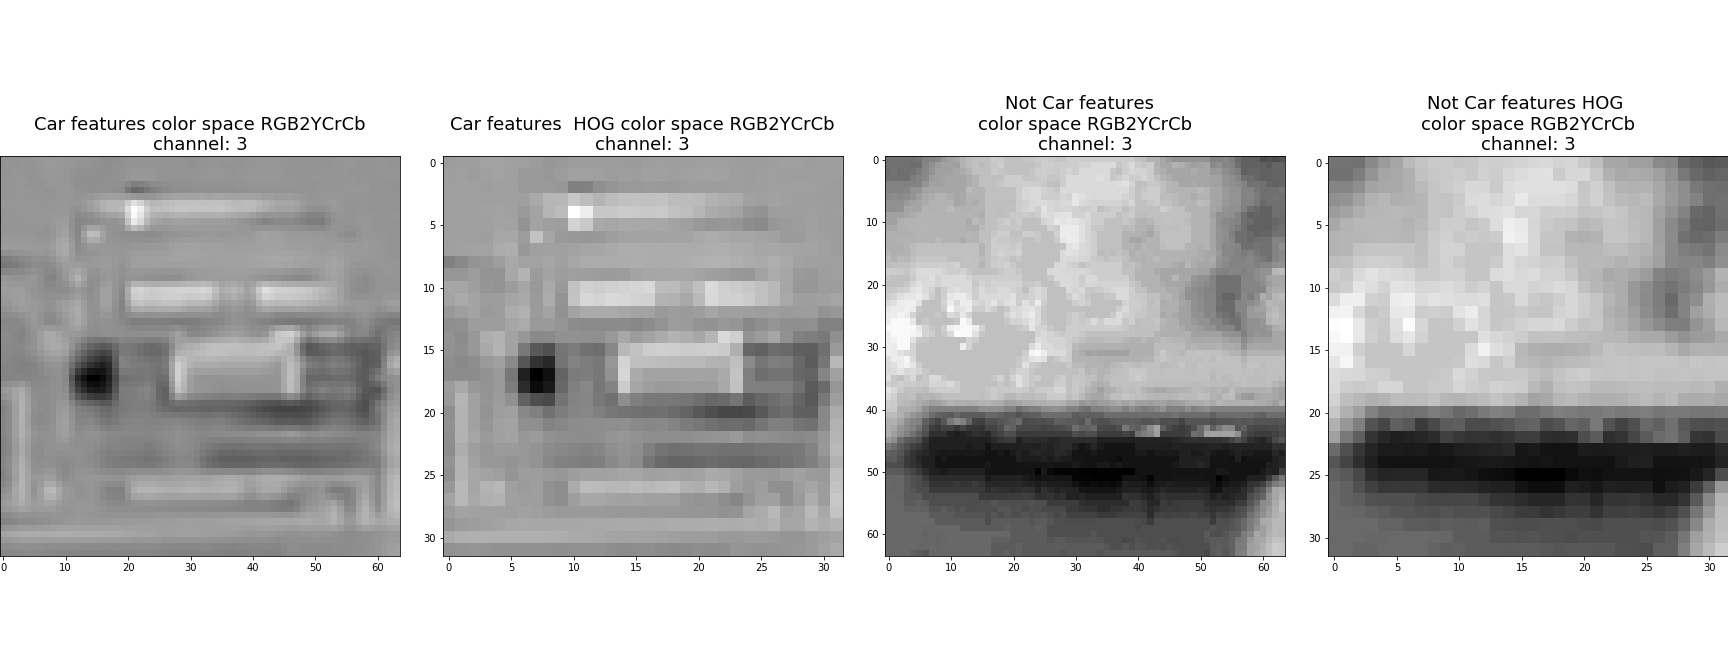 Car features color space RGB2YCrCb
channel: 3
0 10 20 30 40 50 60
Car features  HOG color space RGB2YCrCb
channel: 3
0
5
10
15
20
25
30
0 5 10 15 20 25 30
Not Car features
color space RGB2YCrCb
channel: 3
0
10
20
30
40
50
60
0 10 20 30 40 50 60
Not Car features HOG
color space RGB2YCrCb
channel: 3
0
5
10
15
20
25
30
0 5 10 15 20 25 30